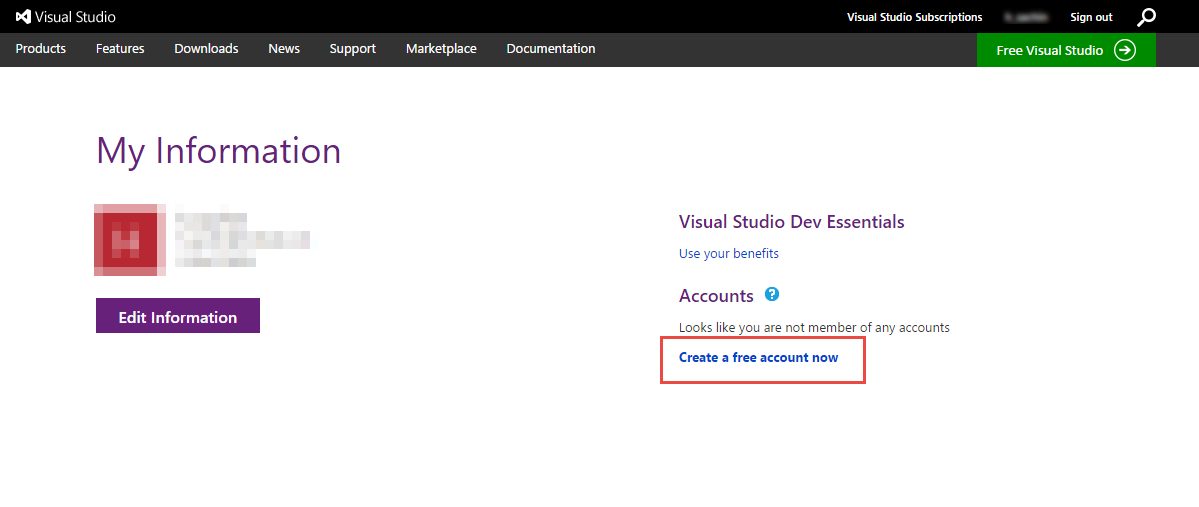 Visual Studio
Visual Studio Subscriptions
Sign out
Products Features Downloads News Support Marketplace Documentation
Free Visual Studio
My Information
H
Edit Information
Visual Studio Dev Essentials
Use your benefits
Accounts ?
Looks like you are not member of any accounts
Create a free account now